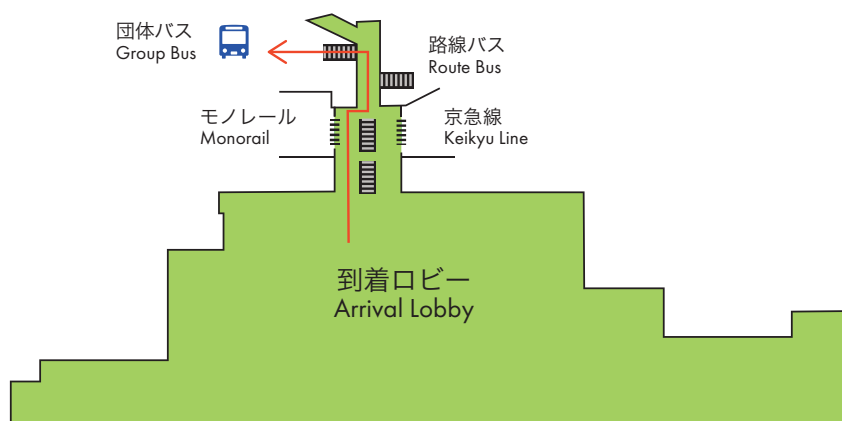 団体バス
Group Bus
路線バス
Route Bus
モノレール
Monorail
京急線
Keikyu Line
到着ロビー
Arrival Lobby